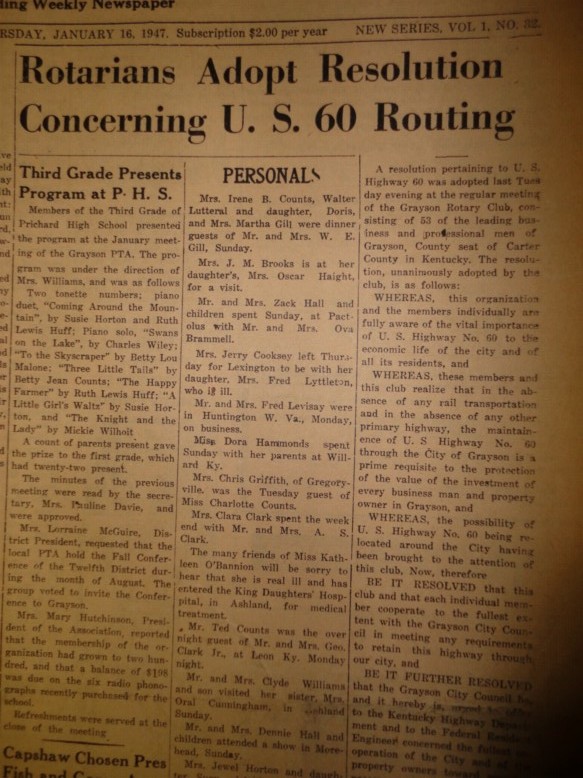 ding Weekly Newspaper
RSDAY, JANUARY 16, 1947. Subscription $2.00 per year
NEW SERIES, VOL 1, NO. 32.
Rotarians Adopt Resolution
Concerning U. S. 60 Routing
Third Grade Presents
Program at P. H. S.
Members of the Third Grade of
Prichard High School presented
the program at the January meet-
ing of the Grayson PTA. The pro-
gram was under the direction of
Mrs. Williams, and was as follows
Two tonette numbers; piano
duet, "Coming Around the Moun-
tain", by Susie Horton and Ruth
Lewis Huff; Piano solo, "Swans
on the Lake", by Charles Wiley;
"To the Skyscraper" by Betty Lou
Malone; "Three Little Tails" by
Betty Jean Counts; "The Happy
Farmer" by Ruth Lewis Huff; "A
Little Girl's Waltz" by Susie Hor-
ton, and "The Knight and the
Lady" by Mickie Wilhoit
A count of parents present gave
the prize to the first grade, which
had twenty-two present.
The minutes of the previous
meeting were read by the secre-
tary, Mrs. Pauline Davie, and
were approved.
Mrs. Lorraine McGuire, Dis-
trict President, requested that the
local PTA hold the Fall Confer-
ence of the Twelfth District dur-
ing the month of August. The
group voted to invite the Confer-
ence to Grayson.
Mrs. Mary Hutchinson, Presi-
dent of the Association, reported
that the membership of the or-
ganization had grown to two hun-
dred, and that a balance of $108
was due on the six radio phono-
graphs recently purchased for the
school.
Refreshments were served at the
close of the meeting
Capshaw Chosen Pres
PERSONALS
Mrs. Irene B. Counts, Walter
Lutteral and daughter, Doris,
and Mrs. Martha Gill were dinner
guests of Mr. and Mrs. W. E.
Gill, Sunday.
Mrs. J. M. Brooks is at her
daughter's, Mrs. Oscar Haight,
for a visit.
Mr. and Mrs. Zack Hall and
children spent Sunday, at Pact-
olus with Mr. and Mrs. Ova
Brammell.
Mrs. Jerry Cooksey left Thurs-
day for Lexington to be with her
daughter, Mrs. Fred Lyttleton,
who is ill.
Mr. and Mrs. Fred Levisay were
in Huntington W. Va., Monday,
on business.
Miss Dora Hammonds spent
Sunday with her parents at Will-
ard Ky.
Mrs. Chris Griffith, of Gregory-
ville, was the Tuesday guest of
Miss Charlotte Counts.
Mrs. Clara Clark spent the week
end with Mr. and Mrs. A. S.
Clark.
The many friends of Miss Kath-
leen O'Bannion will be sorry to
hear that she is real ill and has
entered the King Daughters' Hosp-
pital, in Ashland, for medical
treatment.
Mr. Ted Counts was the over
night guest of Mr. and Mrs. Geo.
Clark Jr., at Leon Ky. Monday
night.
Mr. and Mrs. Clyde Williams
and son visited her sister, Mrs.
Oral Cunningham, in Ashland
Sunday.
Mr. and Mrs. Dennie Hall and
children attended a show in More-
head, Sunday.
Mrs. Jewel Horton and daugh-
A resolution pertaining to U. S.
Highway 60 was adopted last Tues
day evening at the regular meeting
of the Grayson Rotary Club, con-
sisting of 53 of the leading bus-
iness and professional men of
Grayson, County seat of Carter
County in Kentucky. The resolu-
tion, unanimously adopted by the
club, is as follows:
WHEREAS, this organization
and the members individually are
fully aware of the vital importance
of U. S. Highway No. 60 to the
economic life of the city and of
all its residents, and
WHEREAS, these members and
this club realize that in the ab-
sence of any rail transportation
and in the absence of any other
primary highway, the maintain-
ence of U. S Highway No. 60
through the City of Grayson is a
prime requisite to the protection
of the value of the investment of
every business man and property
owner in Grayson, and
WHEREAS, the possibility of
U. S. Highway No. 60 being re-
located around the City having
been brought to the attention of
this club, Now, therefore
BE IT RESOLVED that this
club and that each individual mem-
ber cooperate to the fullest ex-
tent with the Grayson City Coun-
cil in meeting any requirements
to retain this highway through
our city, and
BE IT FURTHER RESOLVED
that the Grayson City Council be,
and it hereby is,
to the Kentucky Highway Depart-
ment and to the Federal
Engineer concerned the fullest
operation of the City and
property owners